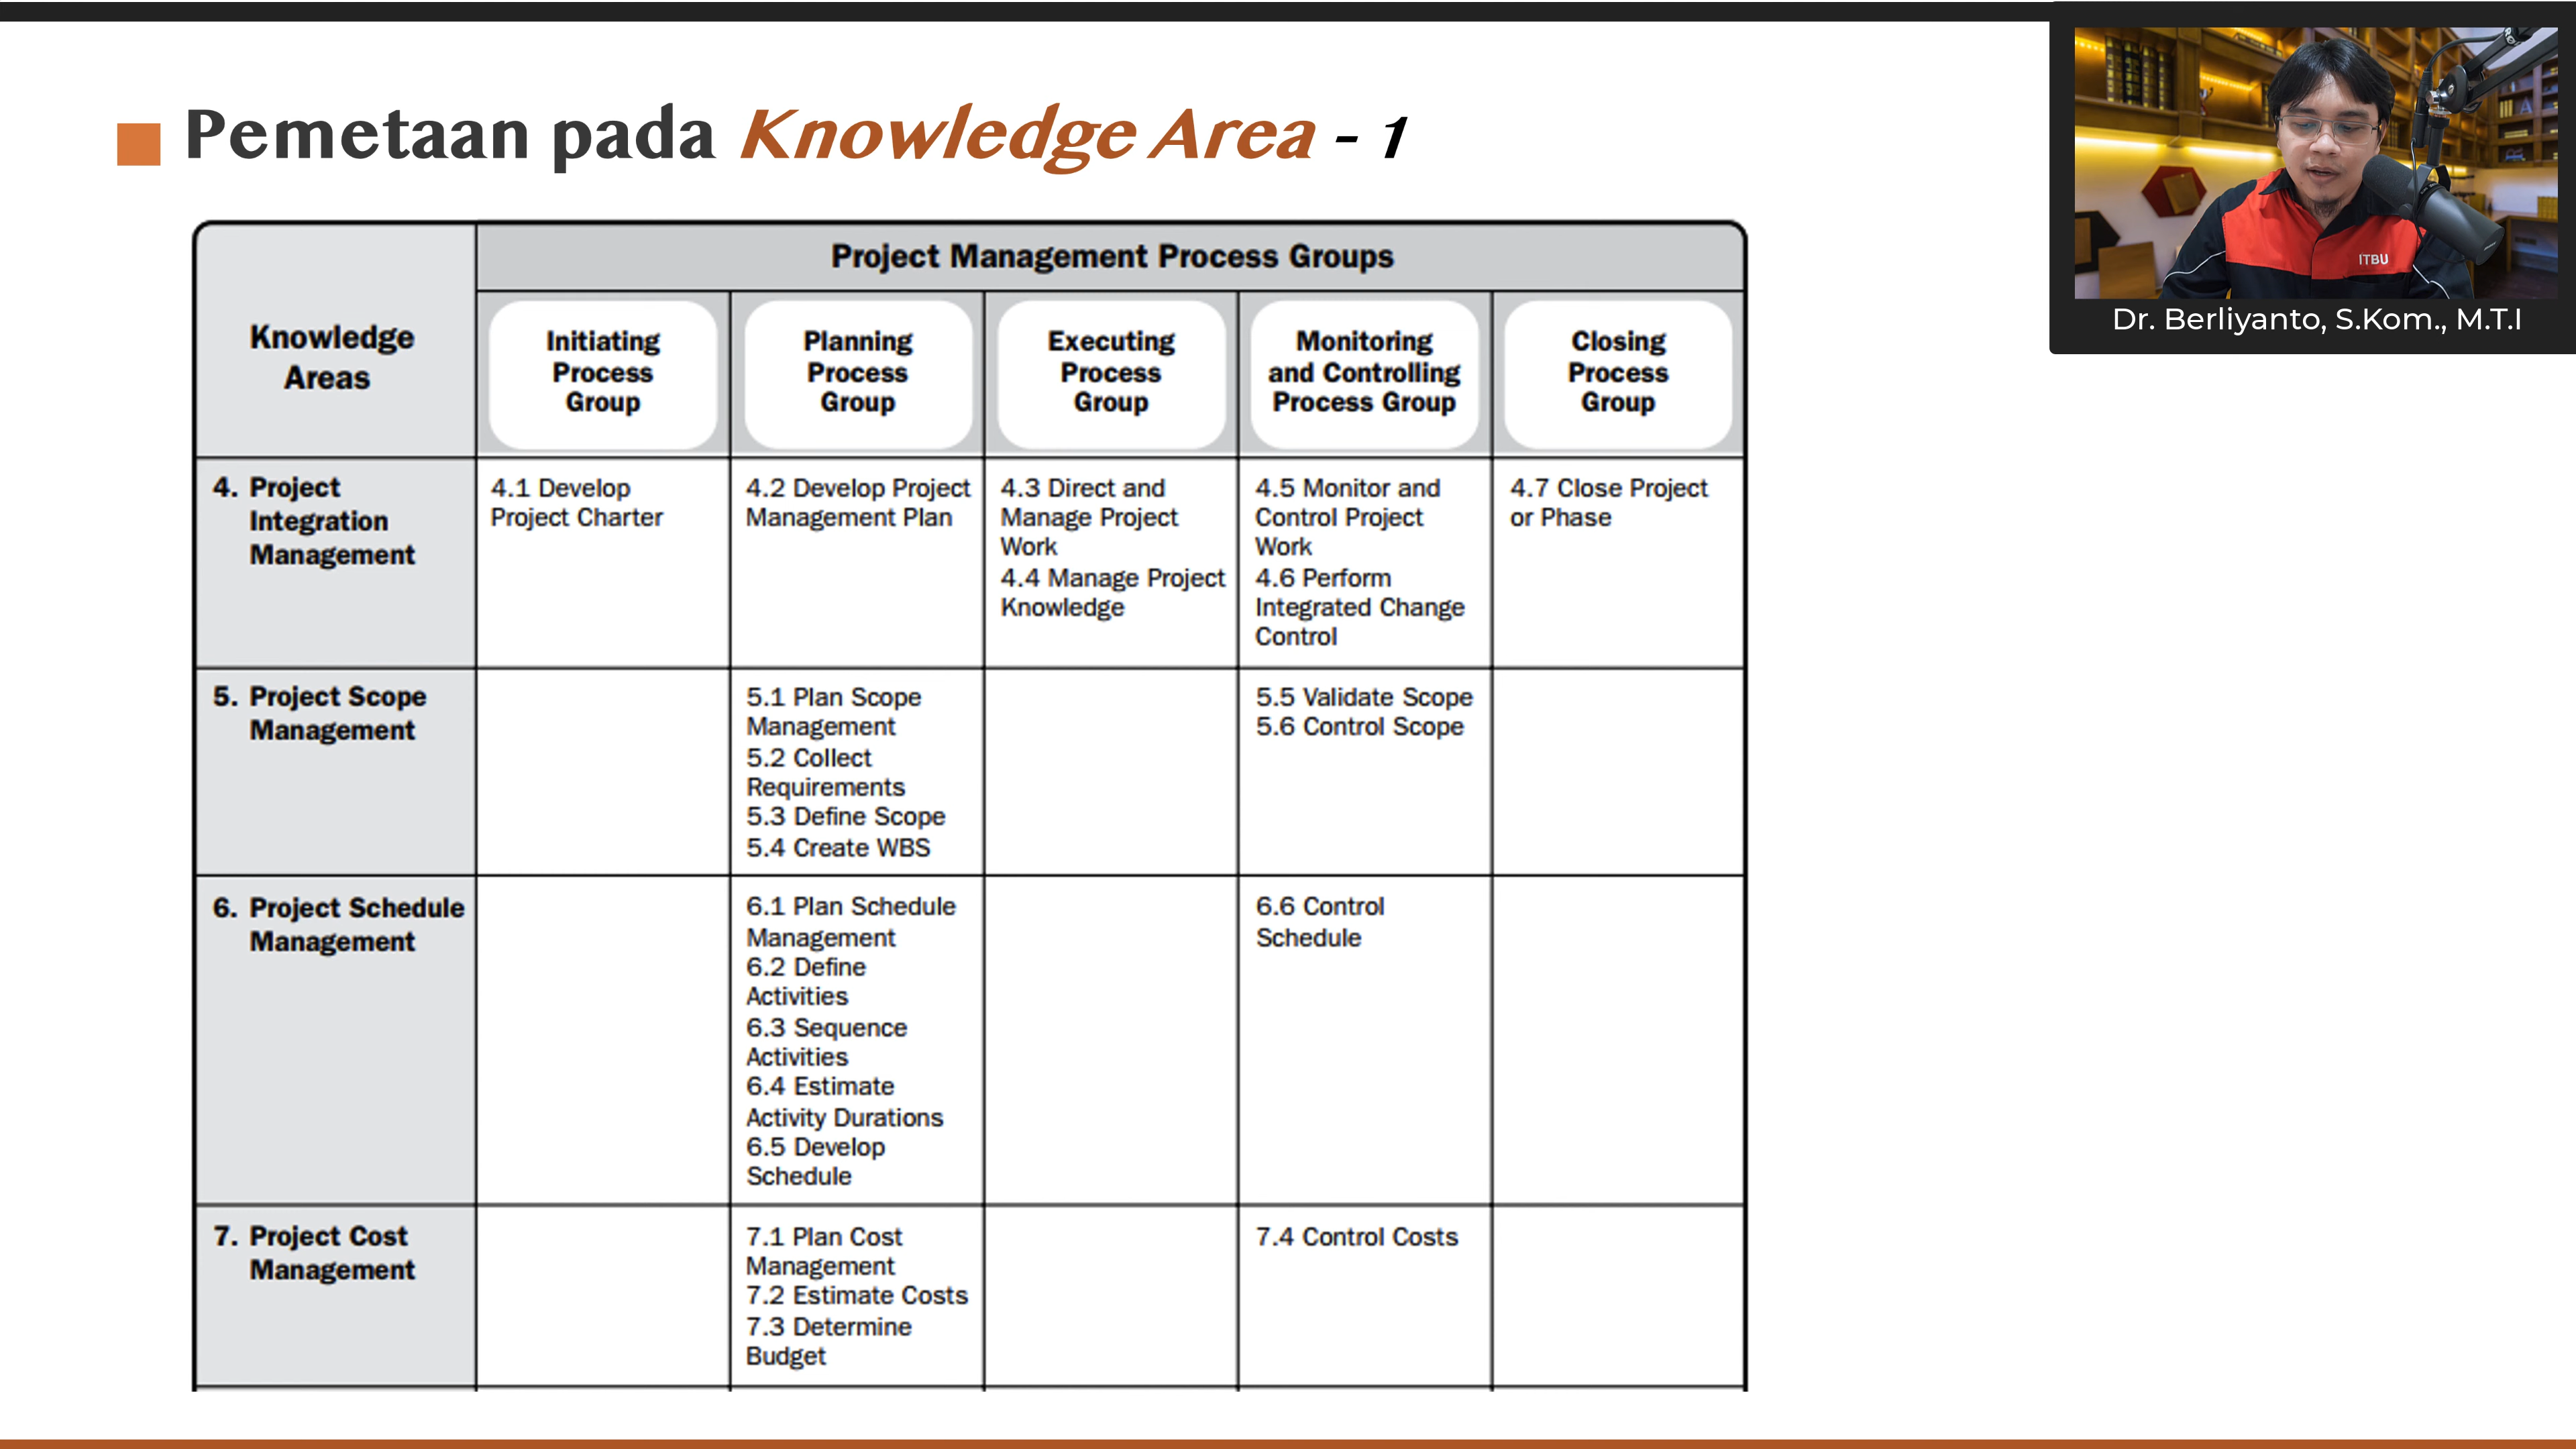 Pemetaan pada Knowledge Area - 1
ITBU
Dr. Berliyanto, S.Kom., M.T.I
Knowledge
Areas
Project Management Process Groups
Initiating
Process
Group
Planning
Process
Group
Executing
Process
Group
Monitoring
and Controlling
Process Group
Closing
Process
Group
4. Project
Integration
Management
4.1 Develop
Project Charter
4.2 Develop Project
Management Plan
4.3 Direct and
Manage Project
Work
4.4 Manage Project
Knowledge
4.5 Monitor and
Control Project
Work
4.6 Perform
Integrated Change
Control
4.7 Close Project
or Phase
5. Project Scope
Management
5.1 Plan Scope
Management
5.2 Collect
Requirements
5.3 Define Scope
5.4 Create WBS
5.5 Validate Scope
5.6 Control Scope
6. Project Schedule
Management
6.1 Plan Schedule
Management
6.2 Define
Activities
6.3 Sequence
Activities
6.4 Estimate
Activity Durations
6.5 Develop
Schedule
6.6 Control
Schedule
7. Project Cost
Management
7.1 Plan Cost
Management
7.2 Estimate Costs
7.3 Determine
Budget
7.4 Control Costs